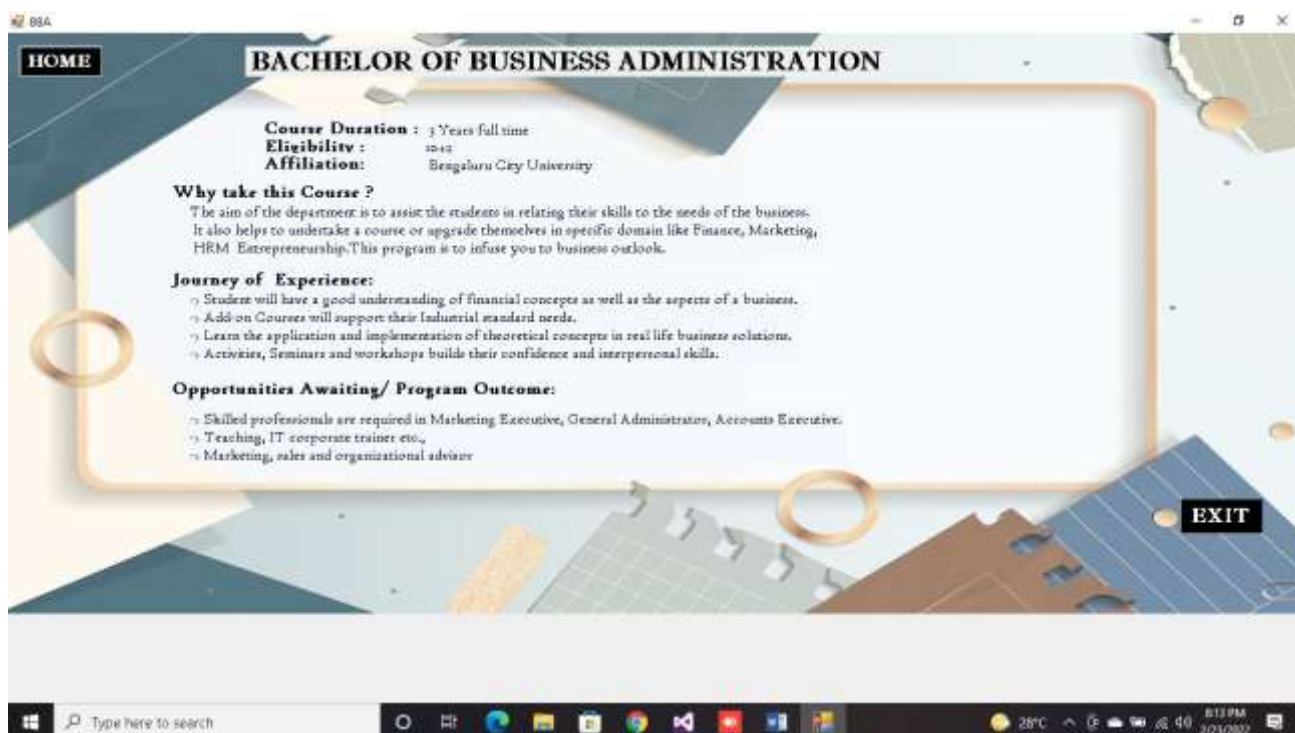 BBA
HOME
BACHELOR OF BUSINESS ADMINISTRATION
Course Duration : 3 Years full time
Eligibility : 10+2
Affiliation: Bengaluru City University
Why take this Course ?
The aim of the department is to assist the students in relating their skills to the needs of the business.
It also helps to undertake a course or upgrade themselves in specific domain like Finance, Marketing,
HRM Entrepreneurship.This program is to infuse you to business outlook.
Journey of Experience:
Student will have a good understanding of financial concepts as well as the aspects of a business.
Add-on Courses will support their Industrial standard needs.
Learn the application and implementation of theoretical concepts in real life business solutions.
Activities, Seminars and workshops builds their confidence and interpersonal skills.
Opportunities Awaiting/ Program Outcome:
Skilled professionals are required in Marketing Executive, General Administrator, Accounts Executive.
Teaching, IT corporate trainer etc.,
Marketing, sales and organizational advisor
EXIT
Type here to search
28°C
8:13 PM